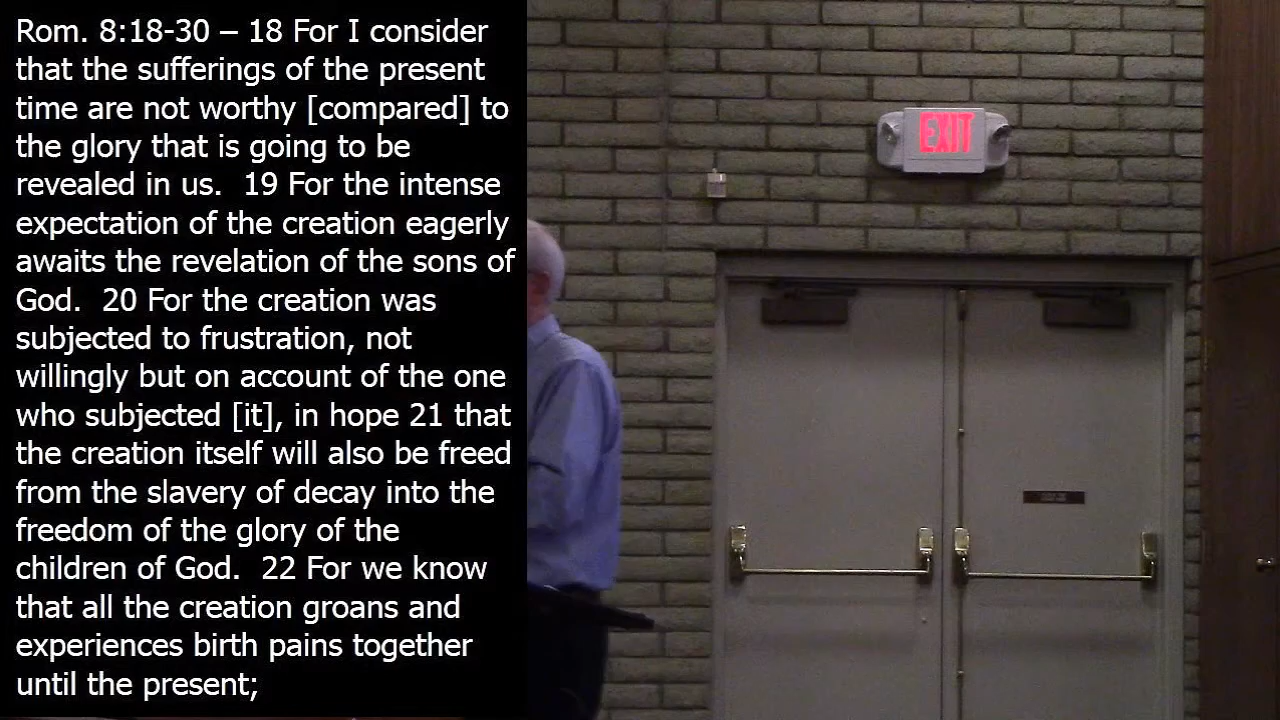 Rom. 8:18-30 – 18 For I consider
that the sufferings of the present
time are not worthy [compared] to
the glory that is going to be
revealed in us.  19 For the intense
expectation of the creation eagerly
awaits the revelation of the sons of
God.  20 For the creation was
subjected to frustration, not
willingly but on account of the one
who subjected [it], in hope 21 that
the creation itself will also be freed
from the slavery of decay into the
freedom of the glory of the
children of God.  22 For we know
that all the creation groans and
experiences birth pains together
until the present;
EXIT